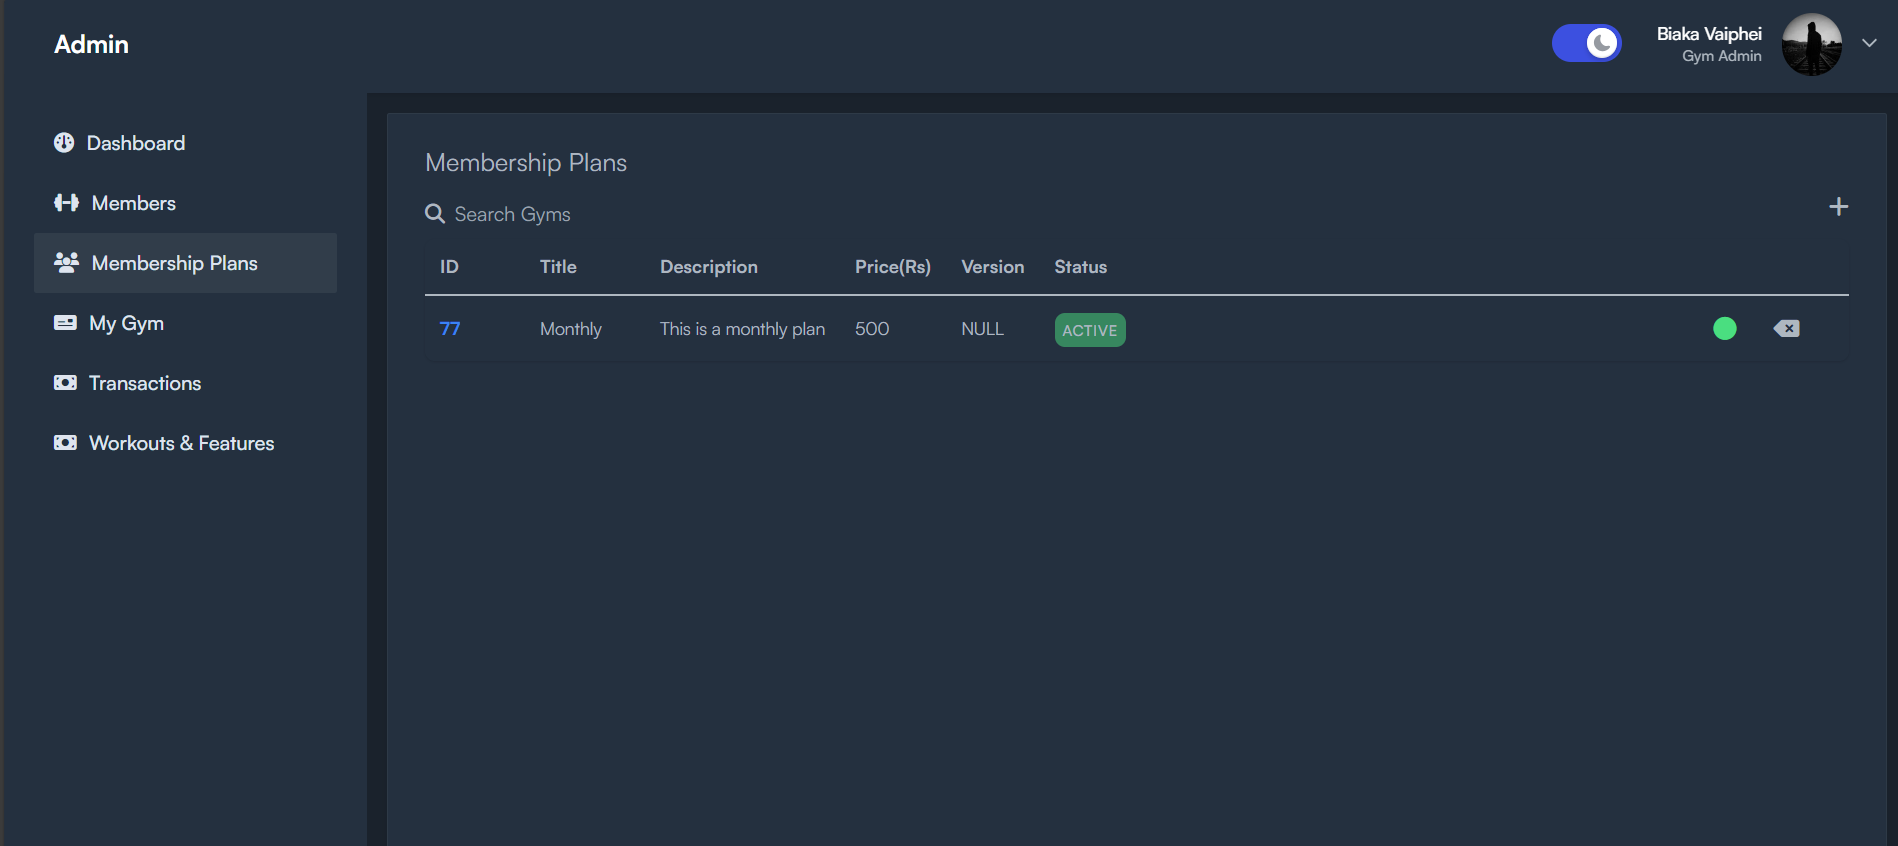 Admin
Biaka Vaiphei
Gym Admin
Dashboard
Members
Membership Plans
My Gym
Transactions
Workouts & Features
Membership Plans
Search Gyms
ID Title Description Price(Rs) Version Status
77 Monthly This is a monthly plan 500 NULL ACTIVE